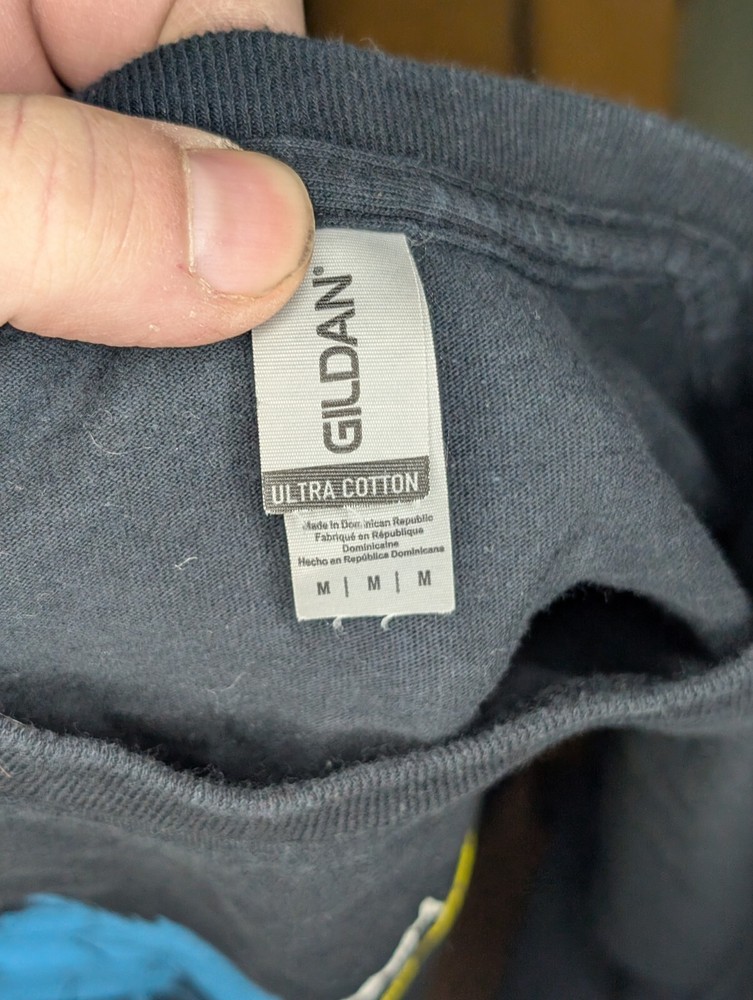 GILDAN®
ULTRA COTTON
Made in Dominican Republic
Fabriqué en République
Dominicaine
Hecho en República Dominicana
M | M | M